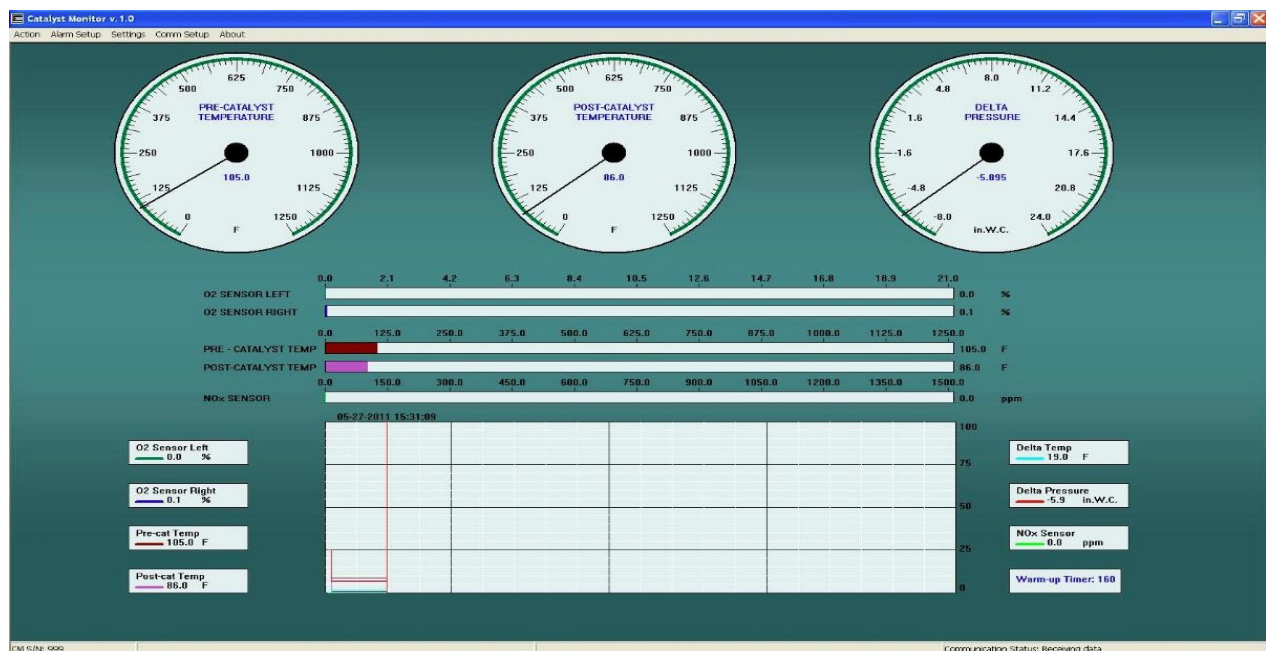 Catalyst Monitor v. 1.0
Action Alarm Setup Settings Comm Setup About
625
500 750
PRE-CATALYST
TEMPERATURE
375 875
250 1000
105.0
125 1125
0 1250
F
625
500 750
POST-CATALYST
TEMPERATURE
375 875
250 1000
86.0
125 1125
0 1250
F
8.0
4.8 11.2
DELTA
PRESSURE
1.6 14.4
-1.6 17.6
-5.895
-4.8 20.8
-8.0 24.0
in.W.C.
0.0 2.1 4.2 6.3 8.4 10.5 12.6 14.7 16.8 18.9 21.0
O2 SENSOR LEFT 0.0 %
O2 SENSOR RIGHT 0.1 %
0.0 125.0 250.0 375.0 500.0 625.0 750.0 875.0 1000.0 1125.0 1250.0
PRE - CATALYST TEMP 105.0 F
POST-CATALYST TEMP 86.0 F
0.0 150.0 300.0 450.0 600.0 750.0 900.0 1050.0 1200.0 1350.0 1500.0
NOx SENSOR 0.0 ppm
05-27-2011 15:31:09
100
75
50
25
0
O2 Sensor Left
0.0 %
O2 Sensor Right
0.1 %
Pre-cat Temp
105.0 F
Post-cat Temp
86.0 F
Delta Temp
19.0 F
Delta Pressure
-5.9 in.W.C.
NOx Sensor
0.0 ppm
Warm-up Timer: 160
CM S/N: 999
Communication Status: Receiving data